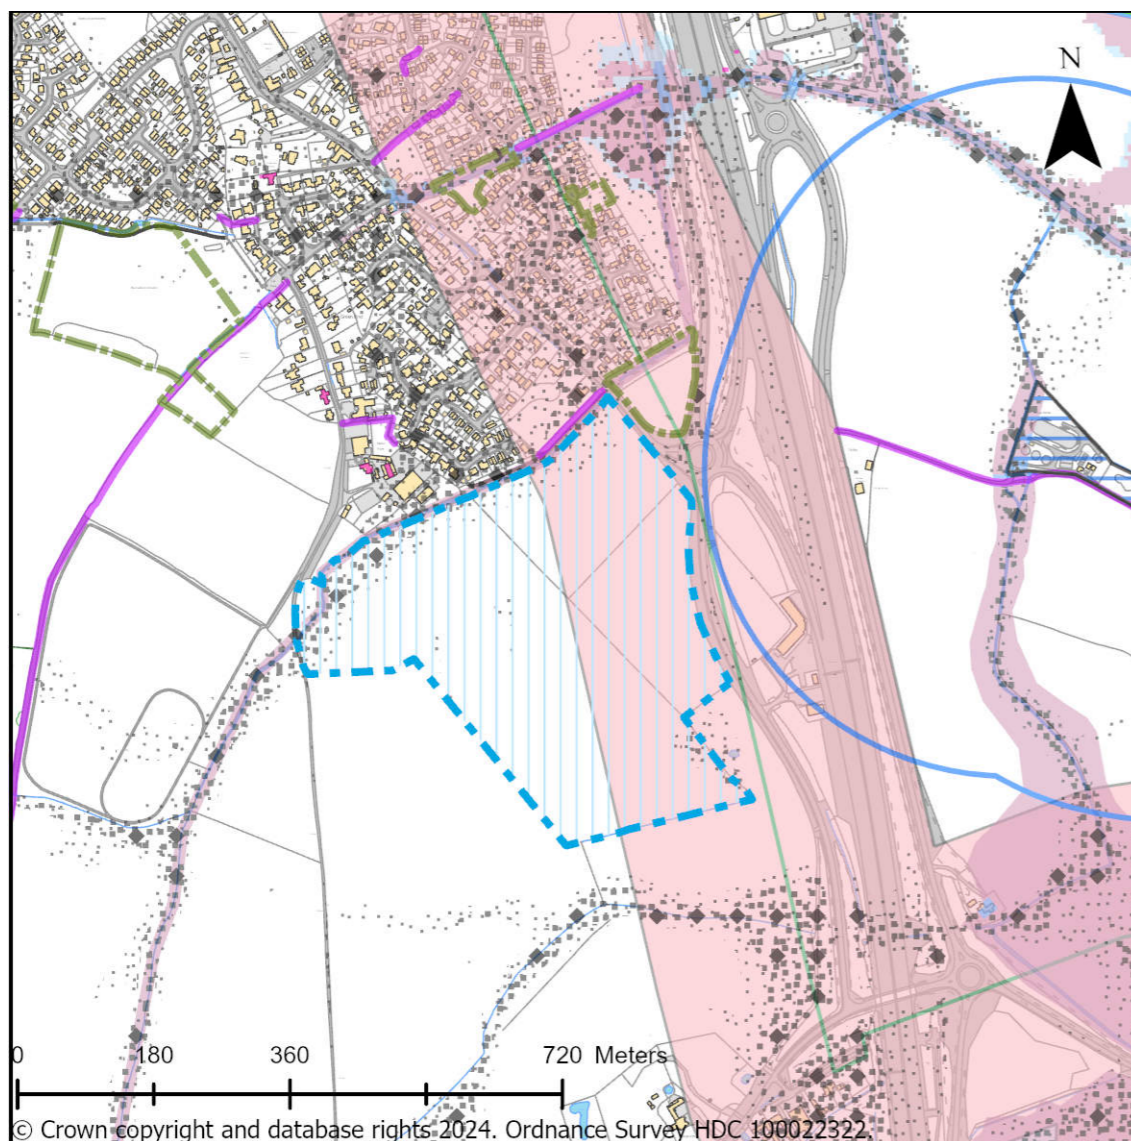 N
0 180 360 720 Meters
© Crown copyright and database rights 2024. Ordnance Survey HDC 100022322.